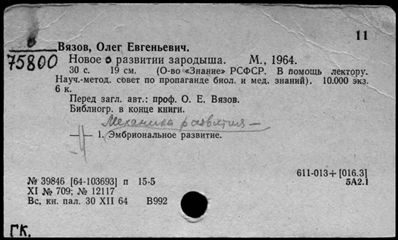 11
Вязов, Олег Евгеньевич.
75800
Новое о развитии зародыша. М., 1964.
30 с. 19 см. (О-во «Знание» РСФСР. В помощь лектору.
Науч.-метод. совет по пропаганде биол. и мед. знаний). 10.000 экз.
6 к.
Перед загл. авт.: проф. О. Е. Вязов.
Библиогр. в конце книги.
Механика развития —
1. Эмбриональное развитие.
611-013+[016.3]
№ 39846 [64-103693] п 15-5
5А2.1
XI № 709; № 12117
Вс. кн. пал. 30 XII 64 В992
ГК.